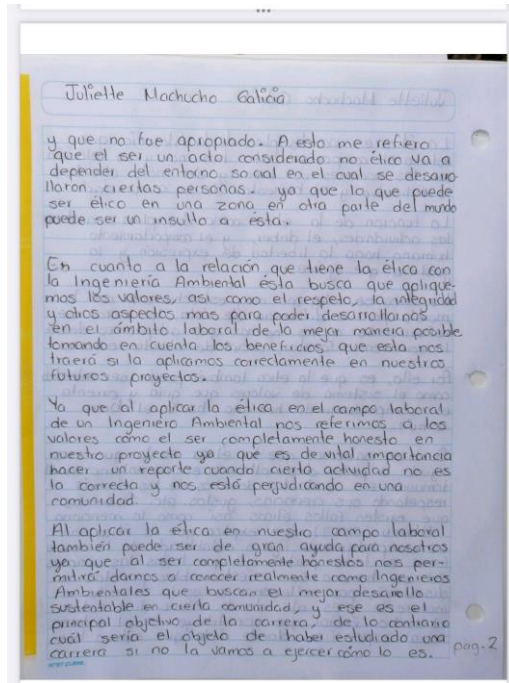 Juliette Machucho Galicia
y que no fue apropiado. A esto me refiero
que el ser un acto considerado no ético va a
depender del entorno social en el cual se desarro
llaron ciertas personas. ya que lo que puede
ser ético en una zona en otra parte del mundo
puede ser un insulto a ésta.
En cuanto a la relación que tiene la ética con
la Ingeniería Ambiental ésta busca que aplique-
mos los valores, asi como el respeto, la integridad
y otros aspectos mas para poder desarrollarnos
en el ámbito laboral de la mejor manera posible
tomando en cuenta los beneficios que esta nos
traerá si la aplicamos correctamente en nuestros
futuros proyectos.
Ya que al aplicar la ética en el campo laboral
de un Ingeniero Ambiental nos referimos a los
valores como el ser completamente honesto en
nuestro proyecto ya que es de vital importancia
hacer un reporte cuando cierta actividad no es
la correcta y nos está perjudicando en una
comunidad.
Al aplicar la ética en nuestro campo laboral
también puede ser de gran ayuda para nosotros
ya que al ser completamente honestos nos per-
mitirá darnos a conocer realmente como Ingenieros
Ambientales que buscan el mejor desarollo
sustentable en cierta comunidad, y ese es el
principal objetivo de la carrera, de lo contrario
cuál sería el objeto de haber estudiado una
carrera si no la vamos a ejercer cómo lo es.
pag. 2